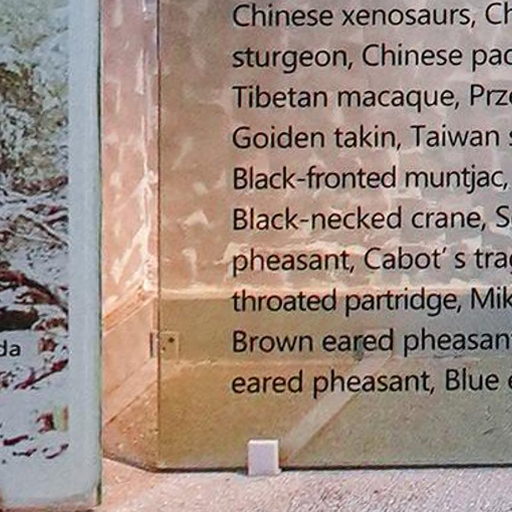 Chinese xenosaurs, Ch
sturgeon, Chinese pad
Tibetan macaque, Prze
Goiden takin, Taiwan s
Black-fronted muntjac,
Black-necked crane, S
pheasant, Cabot's trag
throated partridge, Mik
Brown eared pheasant
eared pheasant, Blue e
da